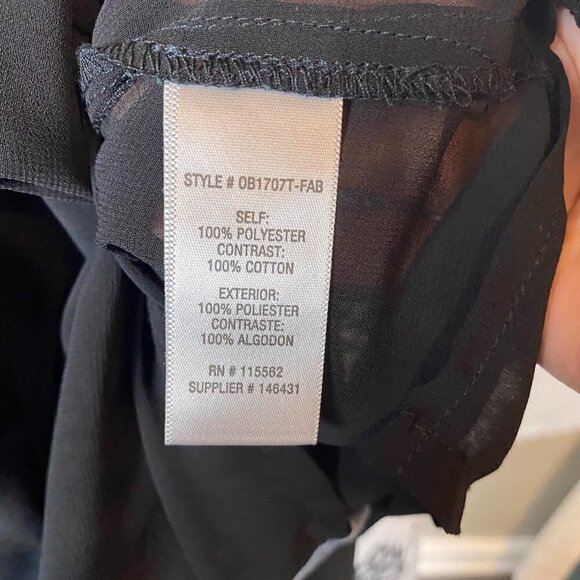 STYLE # OB1707T-FAB
SELF:
100% POLYESTER
CONTRAST:
100% COTTON
EXTERIOR:
100% POLIESTER
CONTRASTE:
100% ALGODON
RN # 115562
SUPPLIER # 146431